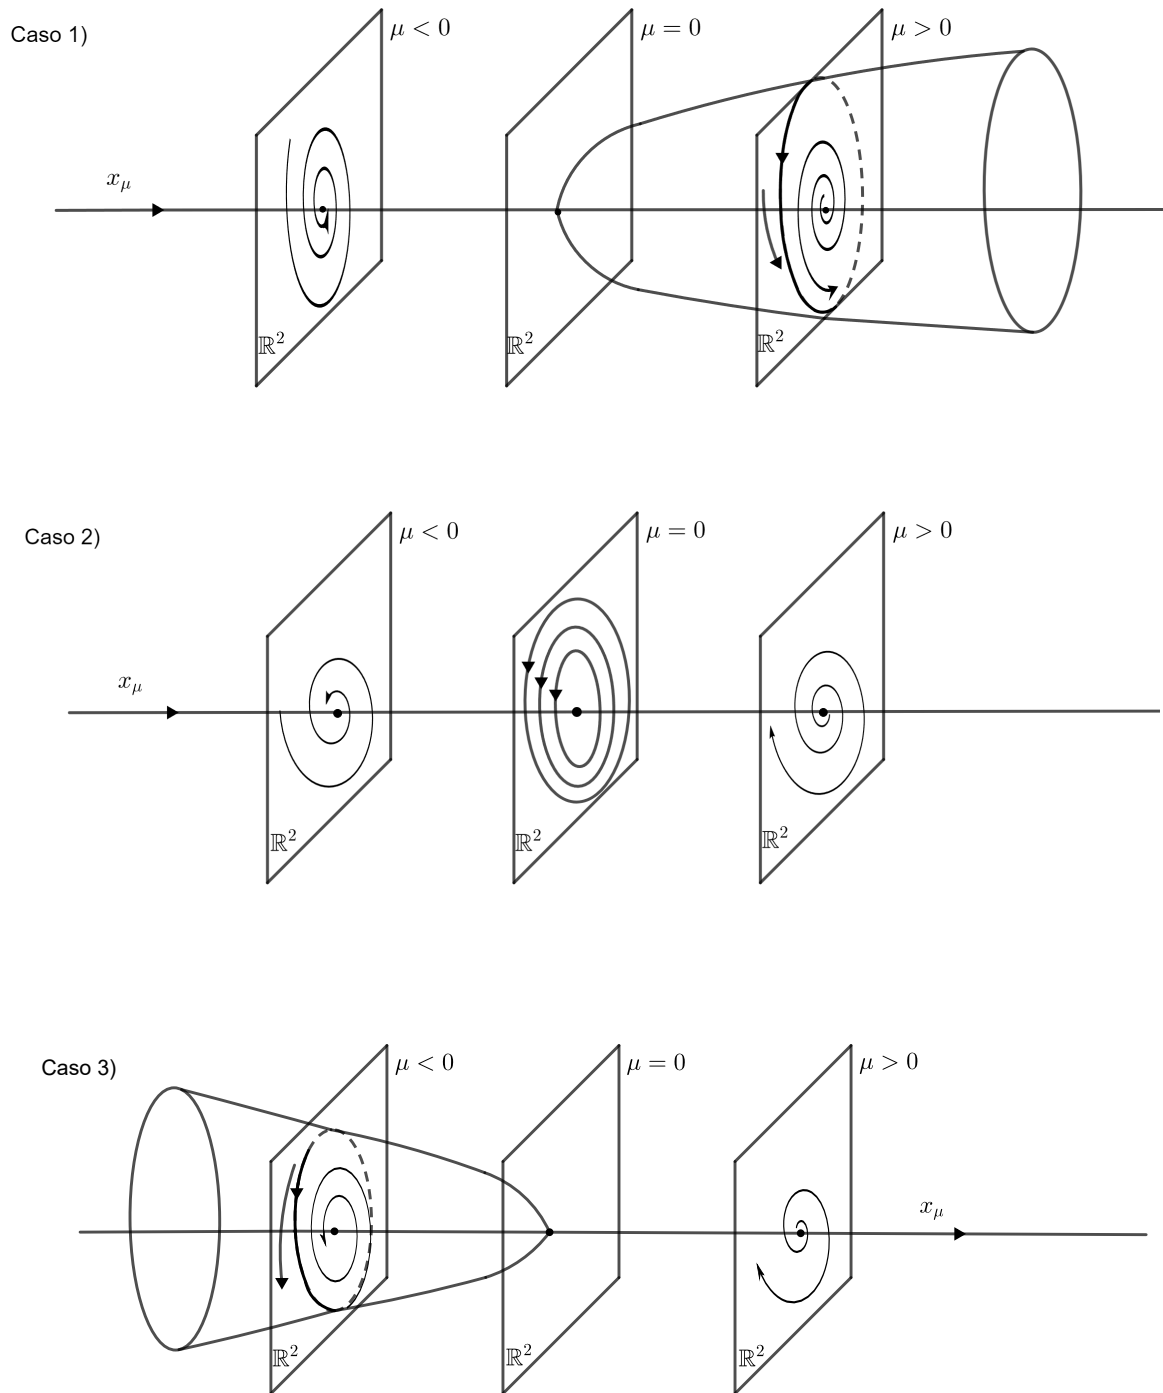 Caso 1)
μ < 0
μ = 0
μ > 0
x_μ
ℝ²
ℝ²
ℝ²
Caso 2)
μ < 0
μ = 0
μ > 0
x_μ
ℝ²
ℝ²
ℝ²
Caso 3)
μ < 0
μ = 0
μ > 0
x_μ
ℝ²
ℝ²
ℝ²